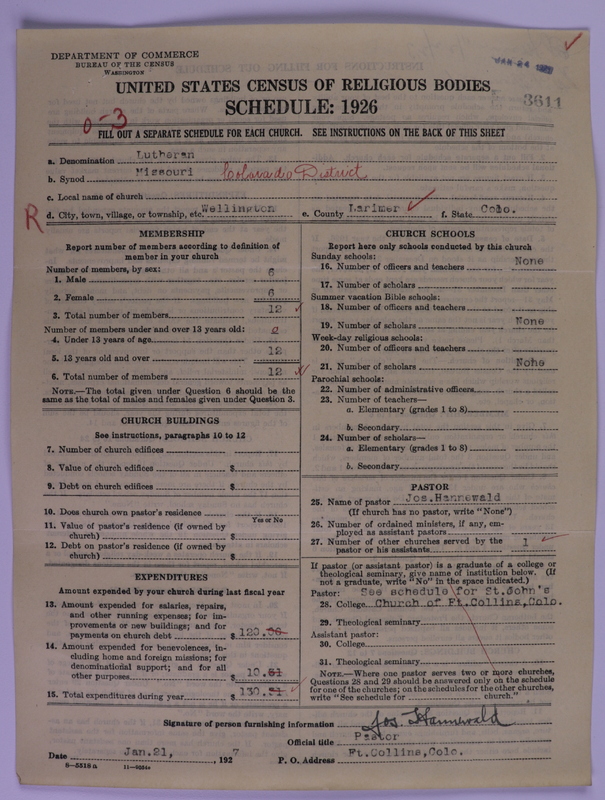 DEPARTMENT OF COMMERCE
BUREAU OF THE CENSUS
WASHINGTON
JAN 24
UNITED STATES CENSUS OF RELIGIOUS BODIES
SCHEDULE: 1926
3611
0-3
FILL OUT A SEPARATE SCHEDULE FOR EACH CHURCH. SEE INSTRUCTIONS ON THE BACK OF THIS SHEET
a. Denomination Lutheran
b. Synod Missouri Colorado District
c. Local name of church
R
d. City, town, village, or township, etc. Wellington e. County Larimer f. State Colo.
MEMBERSHIP
Report number of members according to definition of
member in your church
Number of members, by sex:
1. Male 6
2. Female 6
3. Total number of members 12
Number of members under and over 13 years old:
4. Under 13 years of age 0
5. 13 years old and over 12
6. Total number of members 12
NOTE.—The total given under Question 6 should be the
same as the total of males and females given under Question 3.
CHURCH BUILDINGS
See instructions, paragraphs 10 to 12
7. Number of church edifices
8. Value of church edifices $
9. Debt on church edifices $
10. Does church own pastor's residence
Yes or No
11. Value of pastor's residence (if owned by
church) $
12. Debt on pastor's residence (if owned by
church) $
EXPENDITURES
Amount expended by your church during last fiscal year
13. Amount expended for salaries, repairs,
and other running expenses; for im-
provements or new buildings; and for
payments on church debt $ 120.
14. Amount expended for benevolences, in-
cluding home and foreign missions; for
denominational support; and for all
other purposes $ 10.
15. Total expenditures during year $ 130.
CHURCH SCHOOLS
Report here only schools conducted by this church
Sunday schools:
16. Number of officers and teachers None
17. Number of scholars
Summer vacation Bible schools:
18. Number of officers and teachers
19. Number of scholars None
Week-day religious schools:
20. Number of officers and teachers
21. Number of scholars None
Parochial schools:
22. Number of administrative officers
23. Number of teachers—
a. Elementary (grades 1 to 8)
b. Secondary
24. Number of scholars—
a. Elementary (grades 1 to 8)
b. Secondary
PASTOR
25. Name of pastor Jos.Hannewald
(If church has no pastor, write "None")
26. Number of ordained ministers, if any, em-
ployed as assistant pastors
27. Number of other churches served by the
pastor or his assistants 1
If pastor (or assistant pastor) is a graduate of a college or
theological seminary, give name of institution below. (If
not a graduate, write "No" in the space indicated.)
Pastor: See schedule for St.John's
28. College Church of Ft.Collins,Colo.
29. Theological seminary
Assistant pastor:
30. College
31. Theological seminary
NOTE.—Where one pastor serves two or more churches,
Questions 28 and 29 should be answered only on the schedule
for one of the churches; on the schedules for the other churches,
write "See schedule for church."
Signature of person furnishing information Jos. Hannewald
Official title Pastor
Date Jan.21, , 192 7 P. O. Address Ft.Collins,Colo.